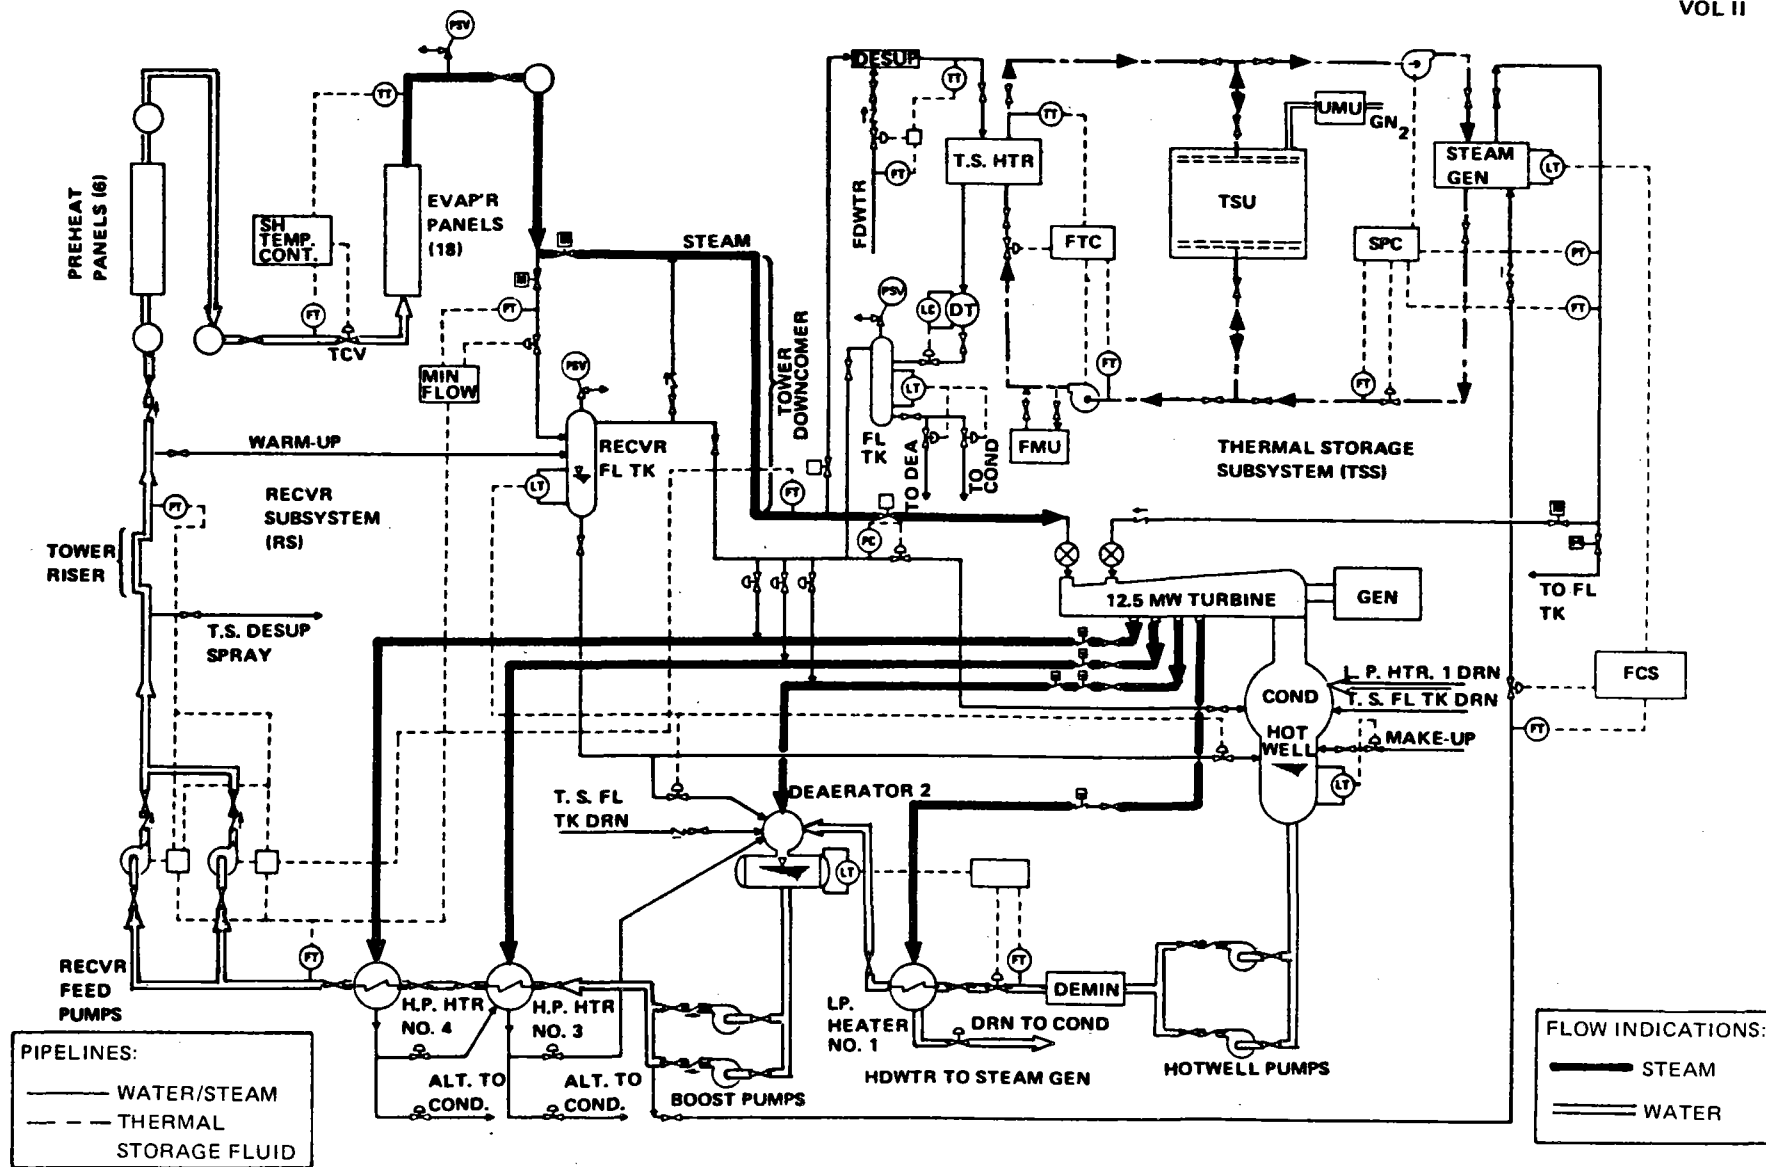 VOL II
PSV
TT
PREHEAT
PANELS (6)
SH
TEMP.
CONT.
FT
TCV
EVAP'R
PANELS
(18)
STEAM
PT
MIN
FLOW
PSV
TOWER
DOWNCOMER
WARM-UP
RECVR
FL TK
LT
FT
RECVR
SUBSYSTEM
(RS)
PT
TOWER
RISER
T.S. DESUP
SPRAY
DESUP
TT
FT
FDWTR
T.S. HTR
TT
PSV
LC
DT
LT
FL
TK
TO DEA
TO
COND
FTC
FT
FMU
UMU
GN2
TSU
STEAM
GEN
LT
SPC
PT
PT
FT
THERMAL STORAGE
SUBSYSTEM (TSS)
PC
12.5 MW TURBINE
GEN
TO FL
TK
FCS
FT
COND
HOT
WELL
L. P. HTR. 1 DRN
T. S. FL TK DRN
MAKE-UP
LT
DEAERATOR 2
T. S. FL
TK DRN
LT
FT
RECVR
FEED
PUMPS
FT
H.P. HTR
NO. 4
H.P. HTR
NO. 3
ALT. TO
COND.
ALT. TO
COND.
BOOST PUMPS
LP.
HEATER
NO. 1
DRN TO COND
DEMIN
HDWTR TO STEAM GEN
HOTWELL PUMPS
PIPELINES:
WATER/STEAM
THERMAL
STORAGE FLUID
FLOW INDICATIONS:
STEAM
WATER